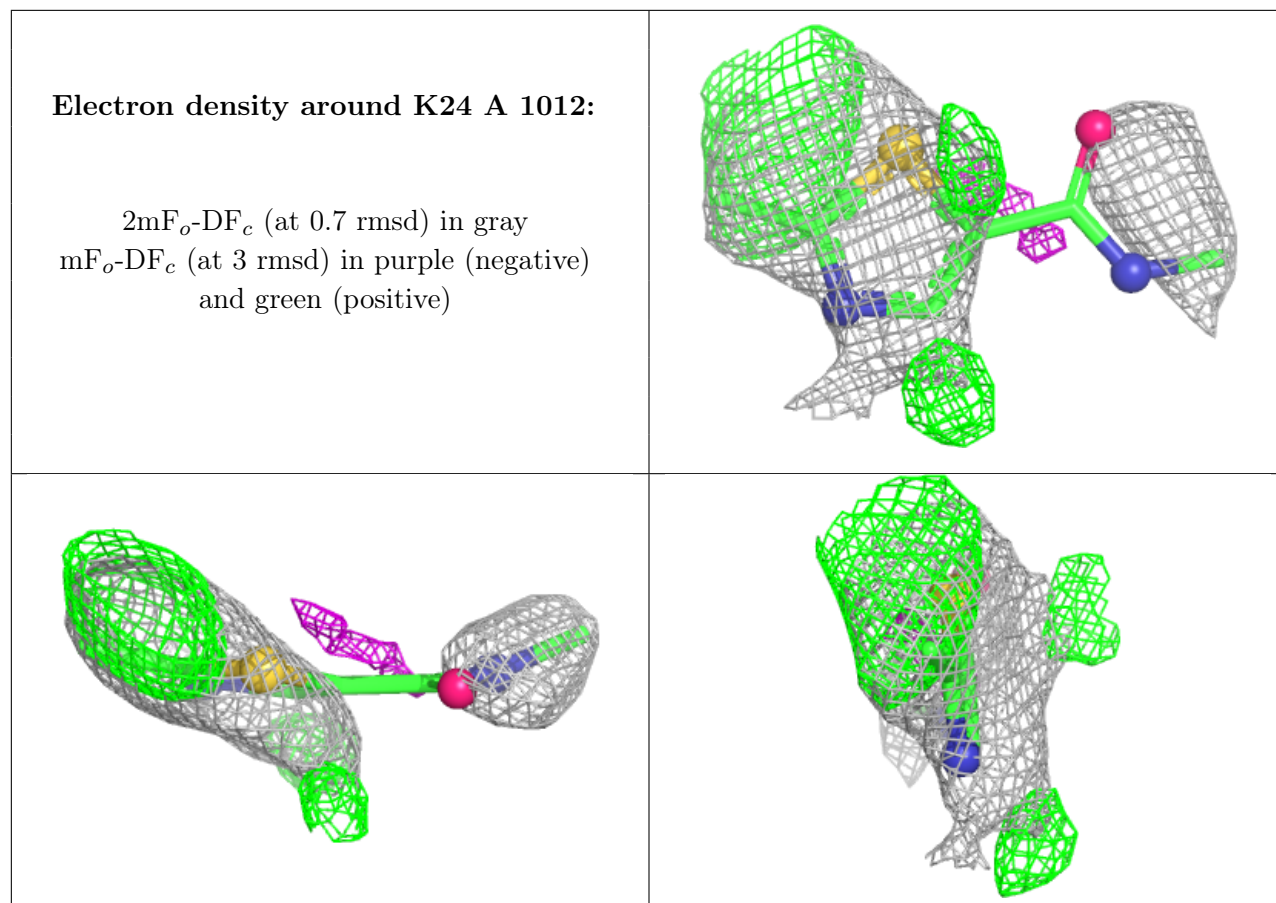 Electron density around K24 A 1012:
2mFo-DFc (at 0.7 rmsd) in gray
mFo-DFc (at 3 rmsd) in purple (negative)
and green (positive)